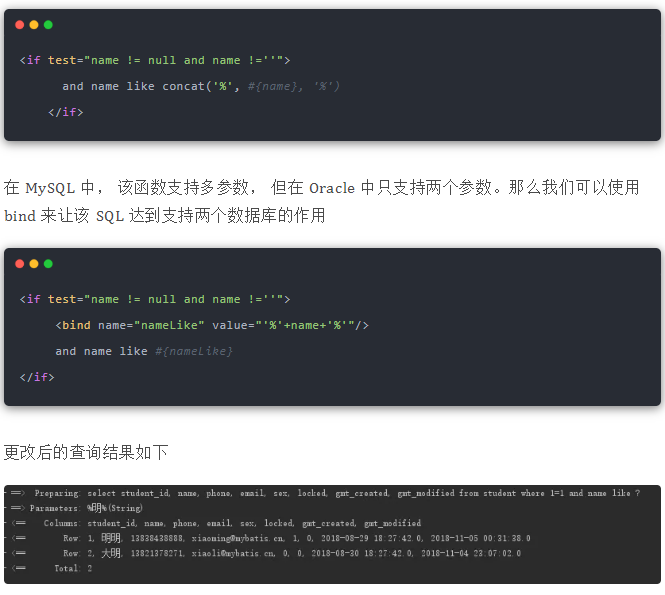 <if test="name != null and name !=''">
and name like concat('%', #{name}, '%')
</if>
在 MySQL 中， 该函数支持多参数， 但在 Oracle 中只支持两个参数。那么我们可以使用
bind 来让该 SQL 达到支持两个数据库的作用
<if test="name != null and name !=''">
<bind name="nameLike" value="'%'+name+'%'"/>
and name like #{nameLike}
</if>
更改后的查询结果如下
==> Preparing: select student_id, name, phone, email, sex, locked, gmt_created, gmt_modified from student where 1=1 and name like ?
==> Parameters: %明%(String)
<== Columns: student_id, name, phone, email, sex, locked, gmt_created, gmt_modified
<== Row: 1, 明明, 13838438888, xiaoming@mybatis.cn, 1, 0, 2018-08-29 18:27:42.0, 2018-11-05 00:31:38.0
<== Row: 2, 大明, 13821378271, xiaoli@mybatis.cn, 0, 0, 2018-08-30 18:27:42.0, 2018-11-04 23:07:02.0
<== Total: 2